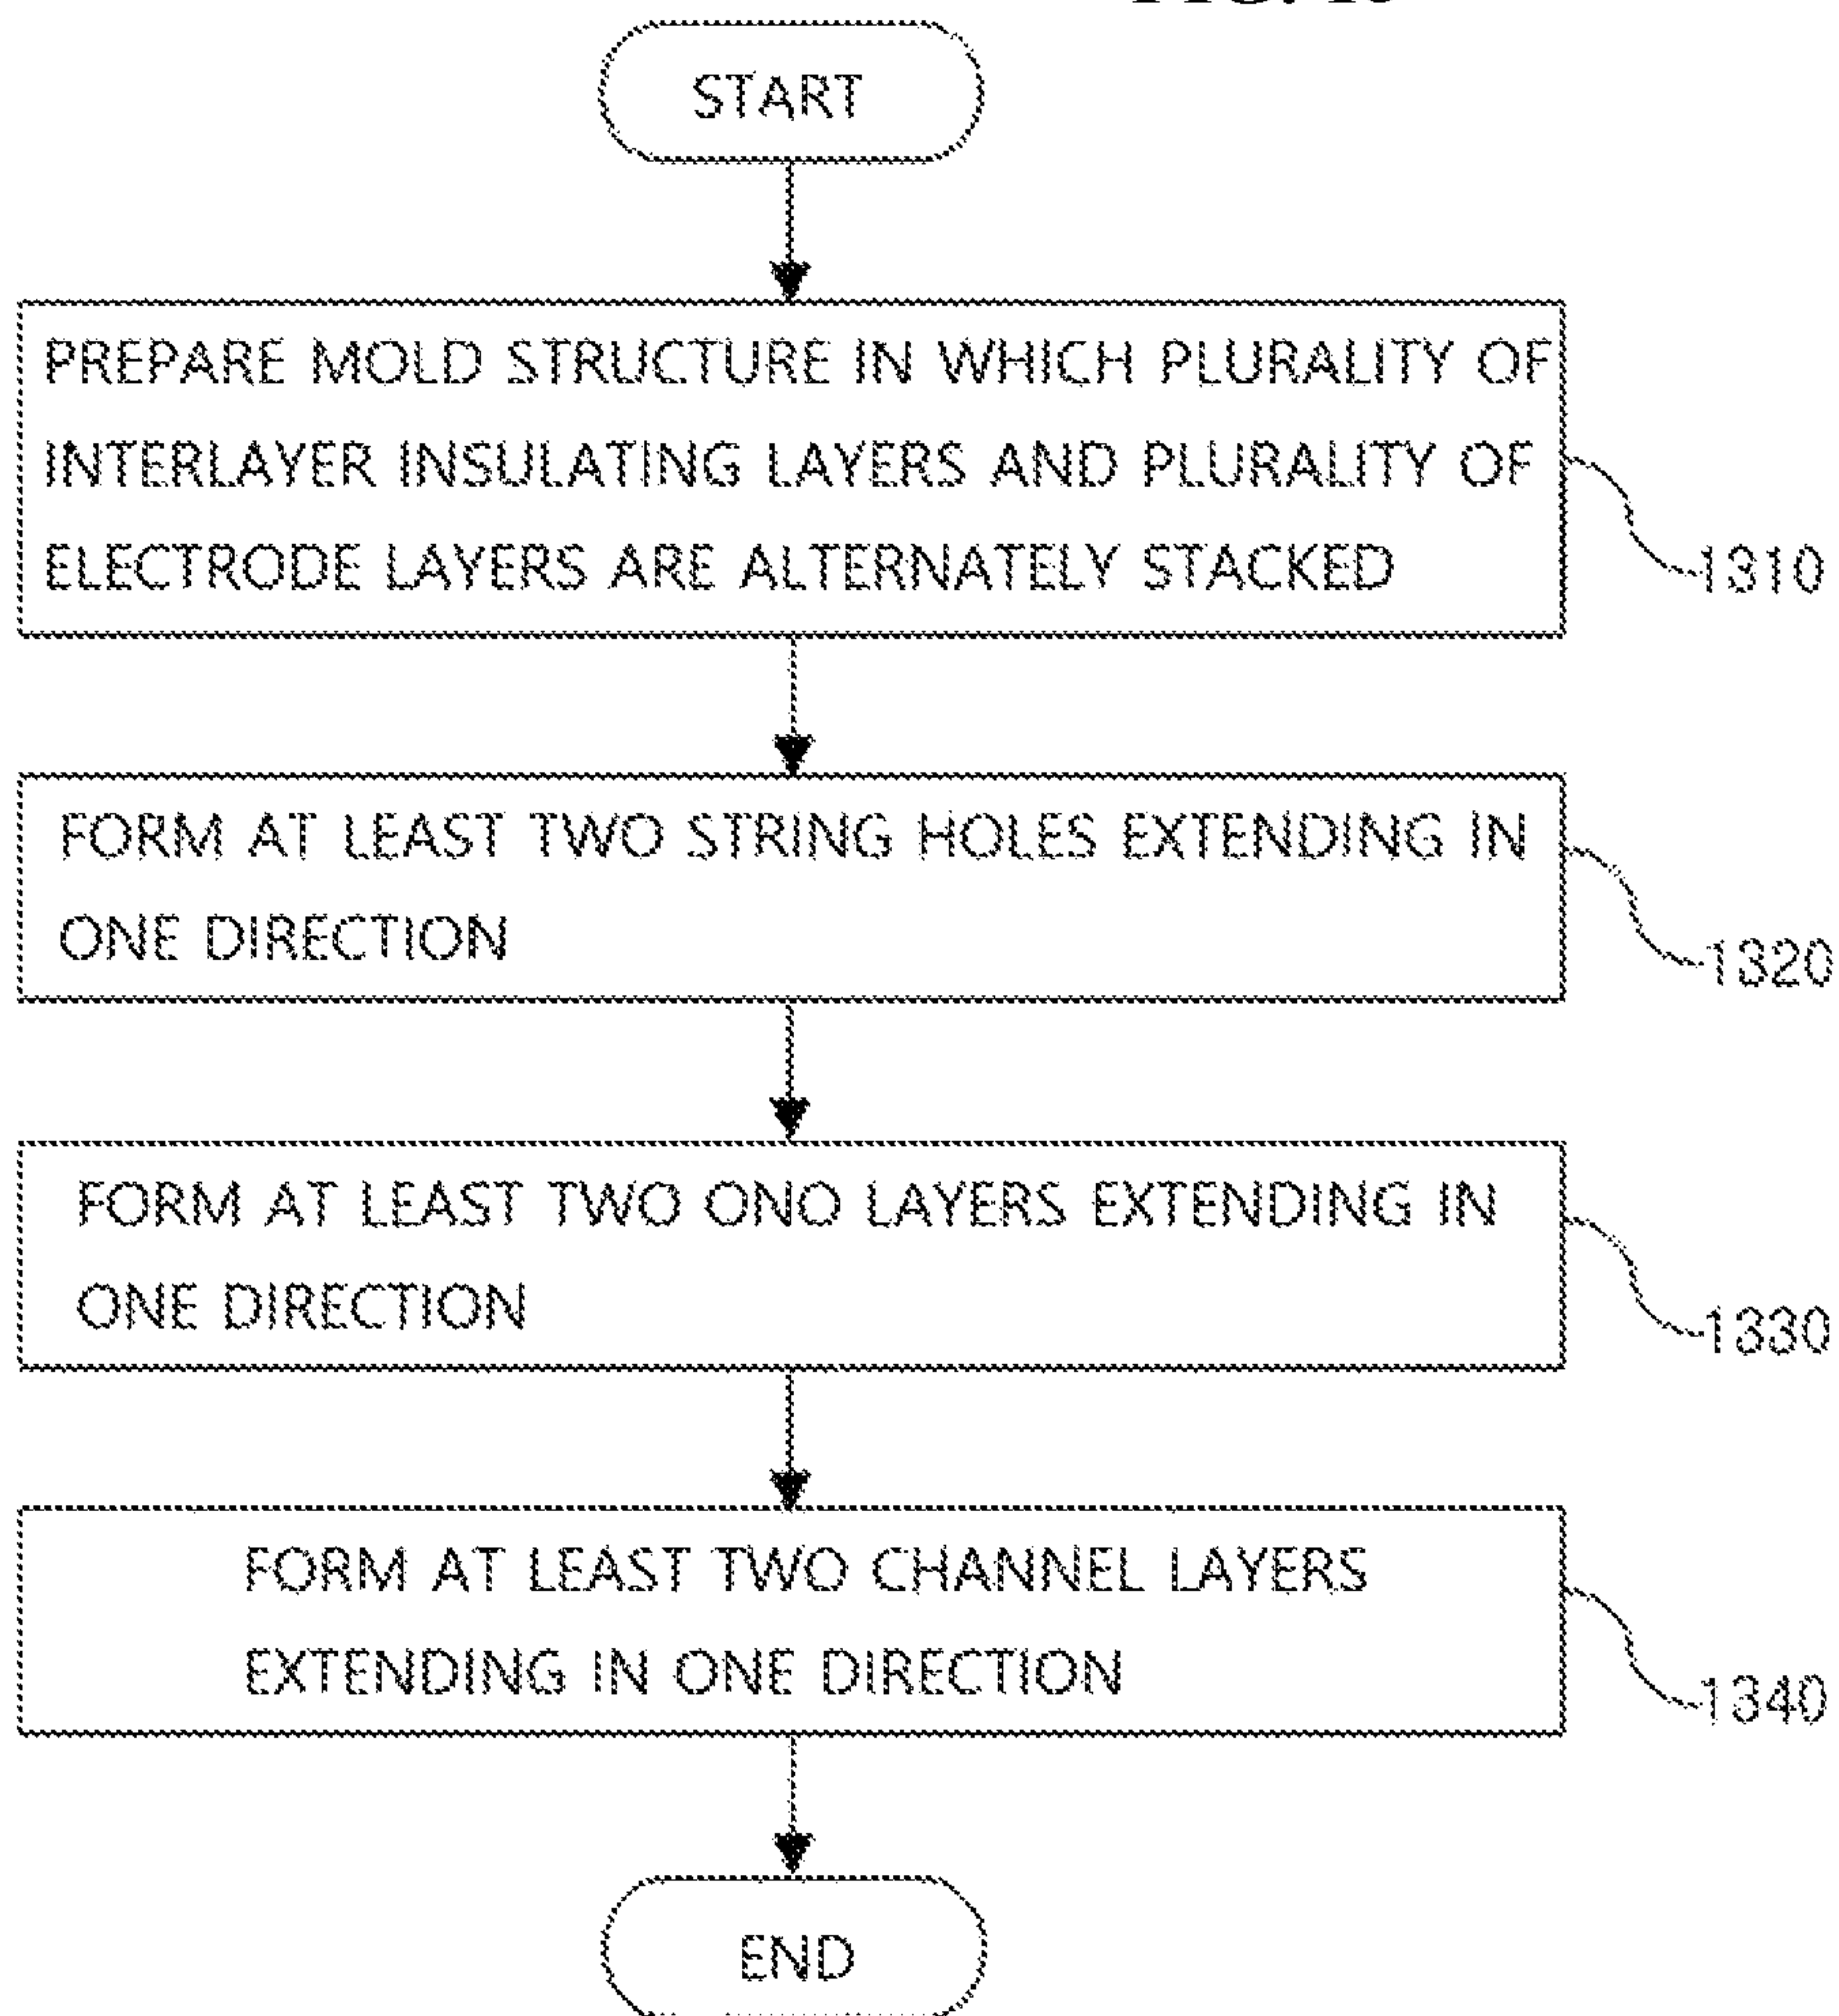 START
PREPARE MOLD STRUCTURE IN WHICH PLURALITY OF
INTERLAYER INSULATING LAYERS AND PLURALITY OF
ELECTRODE LAYERS ARE ALTERNATELY STACKED
1310
FORM AT LEAST TWO STRING HOLES EXTENDING IN
ONE DIRECTION
1320
FORM AT LEAST TWO ONO LAYERS EXTENDING IN
ONE DIRECTION
1330
FORM AT LEAST TWO CHANNEL LAYERS
EXTENDING IN ONE DIRECTION
1340
END